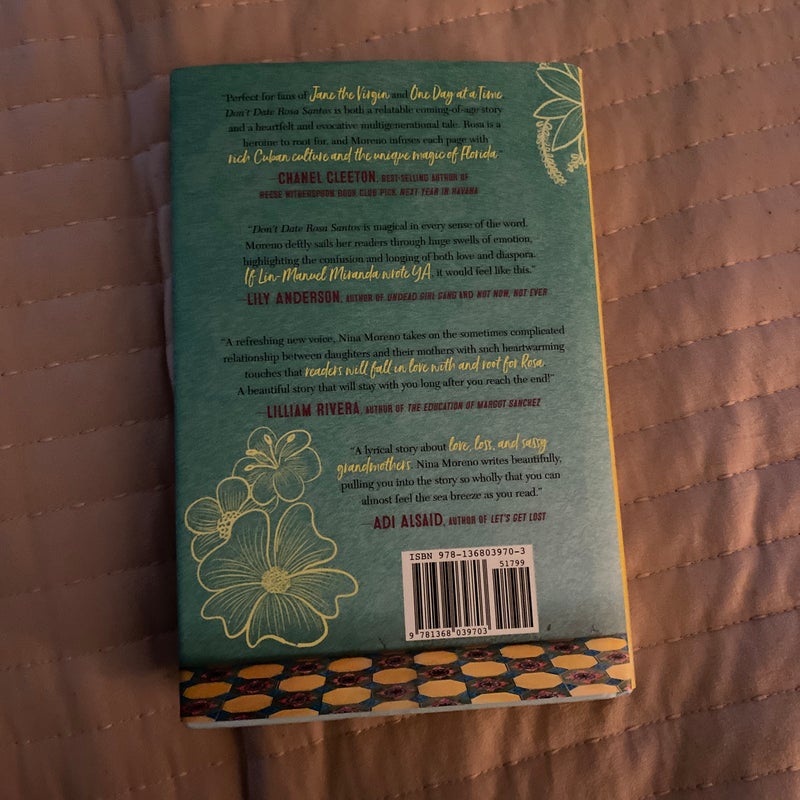 "Perfect for fans of Jane the Virgin and One Day at a Time
Don't Date Rosa Santos is both a relatable coming-of-age story
and a heartfelt and evocative multigenerational tale. Rosa is a
heroine to root for, and Moreno infuses each page with
rich Cuban culture and the unique magic of Florida."
—CHANEL CLEETON, BEST-SELLING AUTHOR OF
REESE WITHERSPOON BOOK CLUB PICK NEXT YEAR IN HAVANA
"Don't Date Rosa Santos is magical in every sense of the word.
Moreno deftly sails her readers through huge swells of emotion,
highlighting the confusion and longing of both love and diaspora.
If Lin-Manuel Miranda wrote YA, it would feel like this."
—LILY ANDERSON, AUTHOR OF UNDEAD GIRL GANG AND NOT NOW, NOT EVER
"A refreshing new voice, Nina Moreno takes on the sometimes complicated
relationship between daughters and their mothers with such heartwarming
touches that readers will fall in love with and root for Rosa.
A beautiful story that will stay with you long after you reach the end!"
—LILLIAM RIVERA, AUTHOR OF THE EDUCATION OF MARGOT SANCHEZ
"A lyrical story about love, loss, and sassy
grandmothers. Nina Moreno writes beautifully,
pulling you into the story so wholly that you can
almost feel the sea breeze as you read."
—ADI ALSAID, AUTHOR OF LET'S GET LOST
ISBN 978-136803970-3
51799
9 781368 039703